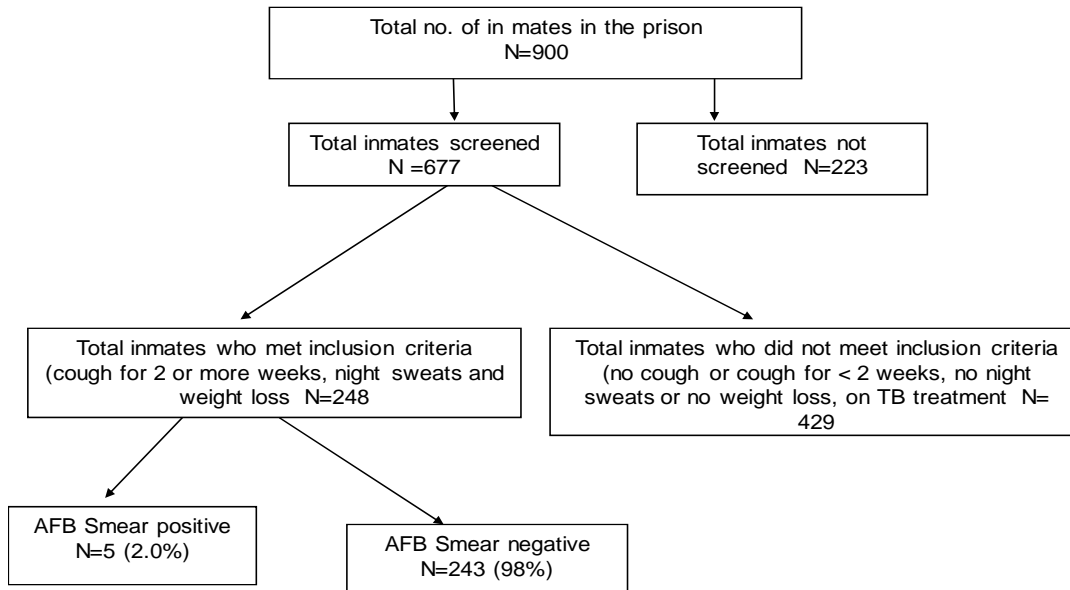 Total no. of in mates in the prison
N=900
Total inmates screened
N =677
Total inmates not
screened N=223
Total inmates who met inclusion criteria
(cough for 2 or more weeks, night sweats and
weight loss N=248
Total inmates who did not meet inclusion criteria
(no cough or cough for < 2 weeks, no night
sweats or no weight loss, on TB treatment N=
429
AFB Smear positive
N=5 (2.0%)
AFB Smear negative
N=243 (98%)